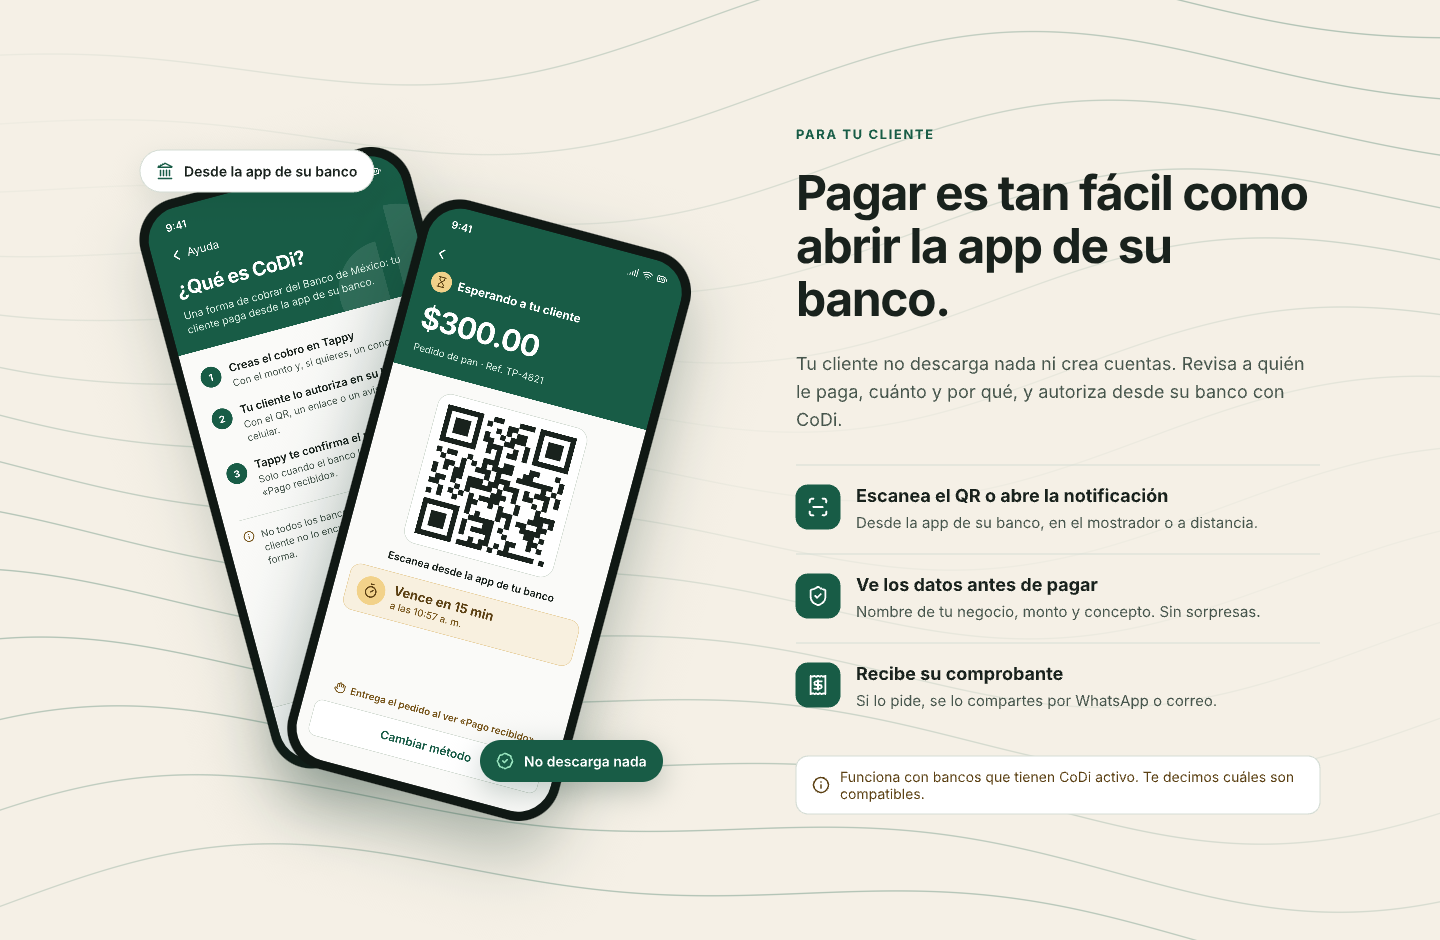 Desde la app de su banco
9:41
Ayuda
¿Qué es CoDi?
Una forma de cobrar del Banco de México: tu
cliente paga desde la app de su banco.
1
Creas el cobro en Tappy
Con el monto y, si quieres, un
2
Tu cliente lo autoriza en su
Con el QR, un enlace o un
celular.
3
Tappy te confirma el
Solo cuando el banco
«Pago recibido».
No todos los
cliente no lo
forma.
9:41
Esperando a tu cliente
$300.00
Pedido de pan · Ref. TP-4821
Escanea desde la app de tu banco
Vence en 15 min
a las 10:57 a. m.
Entrega el pedido al ver «Pago recibido»
Cambiar método
No descarga nada
PARA TU CLIENTE
Pagar es tan fácil como
abrir la app de su
banco.
Tu cliente no descarga nada ni crea cuentas. Revisa a quién
le paga, cuánto y por qué, y autoriza desde su banco con
CoDi.
Escanea el QR o abre la notificación
Desde la app de su banco, en el mostrador o a distancia.
Ve los datos antes de pagar
Nombre de tu negocio, monto y concepto. Sin sorpresas.
Recibe su comprobante
Si lo pide, se lo compartes por WhatsApp o correo.
Funciona con bancos que tienen CoDi activo. Te decimos cuáles son
compatibles.